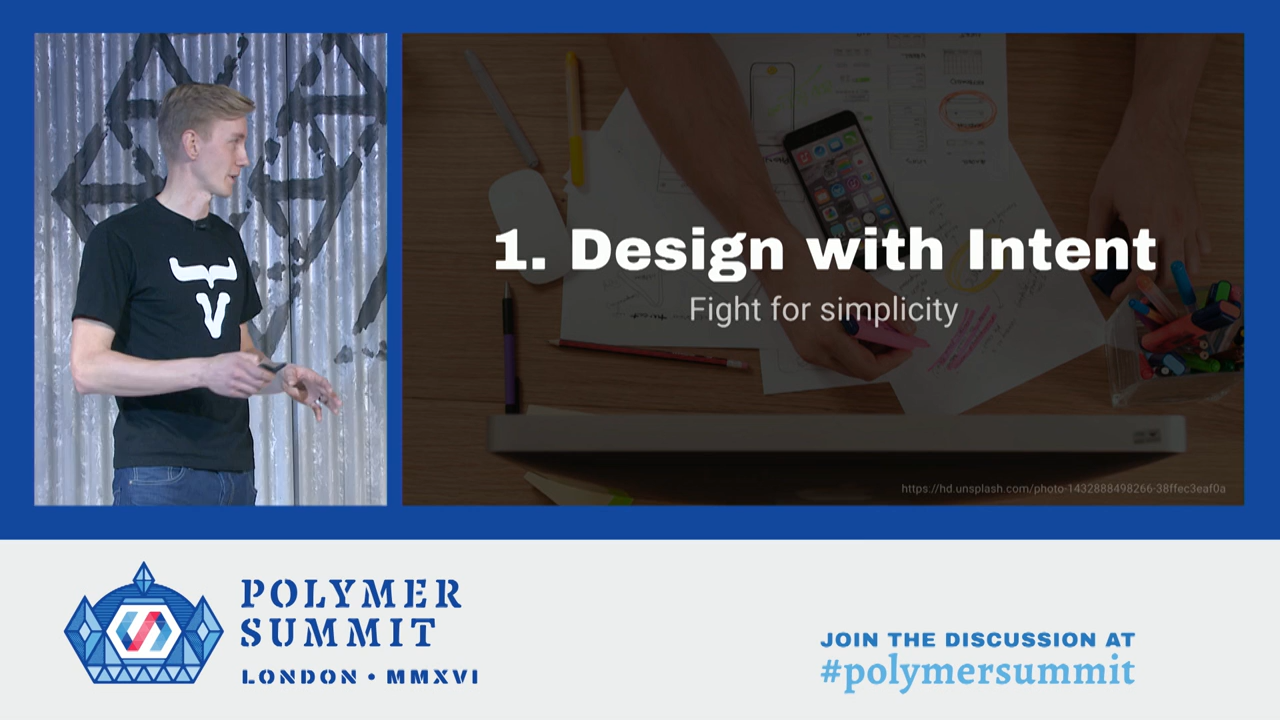 1. Design with Intent
Fight for simplicity
https://hd.unsplash.com/photo-1432888498266-38ffec3eaf0a
POLYMER
SUMMIT
LONDON • MMXVI
JOIN THE DISCUSSION AT
#polymersummit